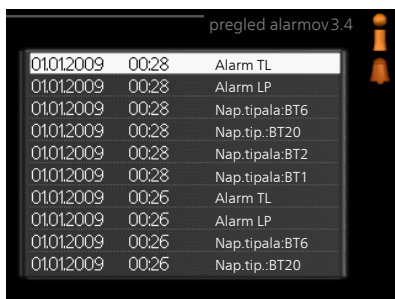 pregled alarmov 3.4
01.01.2009 00:28 Alarm TL
01.01.2009 00:28 Alarm LP
01.01.2009 00:28 Nap.tipala:BT6
01.01.2009 00:28 Nap.tip.:BT20
01.01.2009 00:28 Nap.tipala:BT2
01.01.2009 00:28 Nap.tipala:BT1
01.01.2009 00:26 Alarm TL
01.01.2009 00:26 Alarm LP
01.01.2009 00:26 Nap.tipala:BT6
01.01.2009 00:26 Nap.tip.:BT20